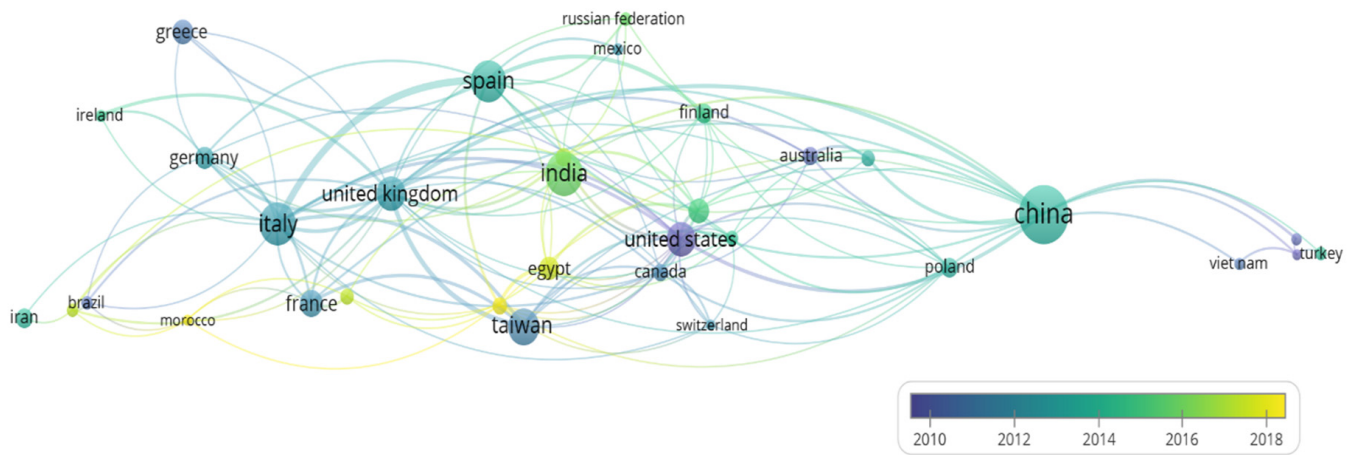 russian federation
greece
mexico
spain
ireland
finland
germany
australia
india
united kingdom
china
italy
united states
turkey
egypt
canada
poland
viet nam
brazil
france
iran
morocco
taiwan
switzerland
2010 2012 2014 2016 2018